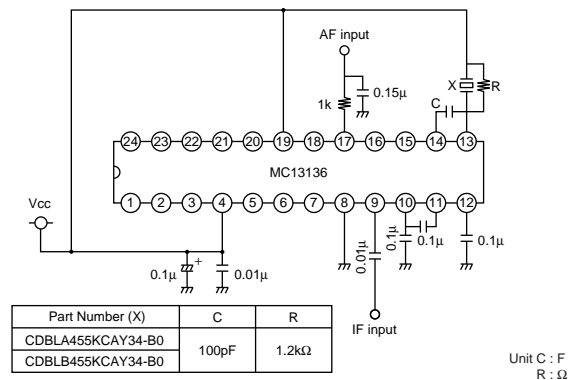 AF input
X
R
0.15µ
1k
C
24 23 22 21 20 19 18 17 16 15 14 13
MC13136
1 2 3 4 5 6 7 8 9 10 11 12
Vcc
+
0.1µ
0.01µ
0.01µ
0.1µ
0.1µ
0.1µ
IF input
Part Number (X) C R
CDBLA455KCAY34-B0 100pF 1.2kΩ
CDBLB455KCAY34-B0
Unit C : F
R : Ω